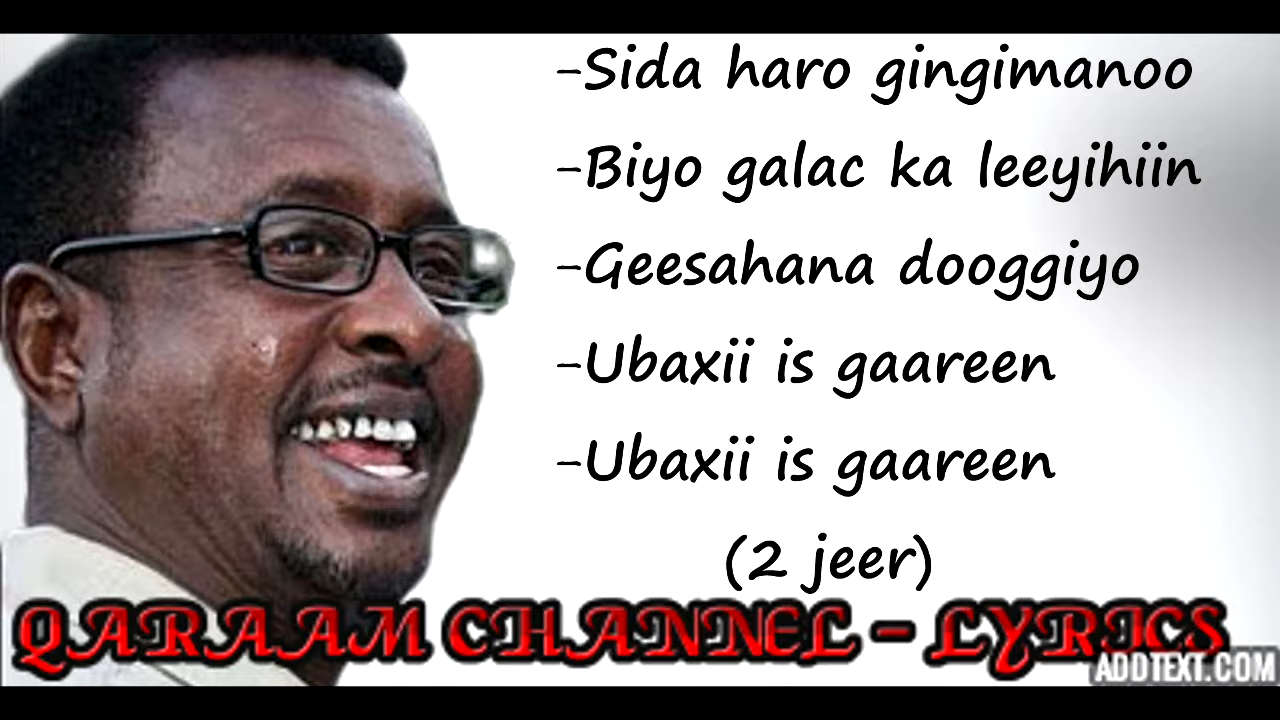 -Sida haro gingimanoo
-Biyo galac ka leeyihiin
-Geesahana dooggiyo
-Ubaxii is gaareen
-Ubaxii is gaareen
(2 jeer)
QARAAM CHANNEL - LYRICS
ADDTEXT.COM